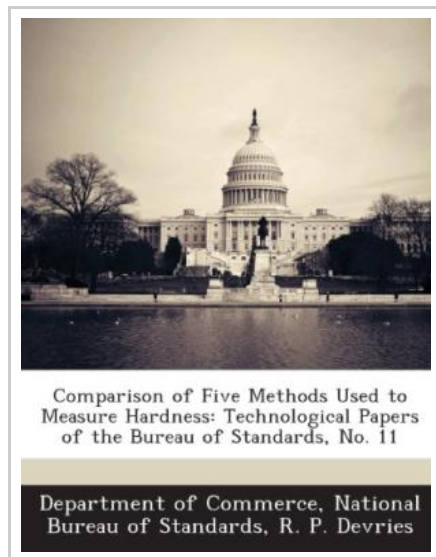 Comparison of Five Methods Used to
Measure Hardness: Technological Papers
of the Bureau of Standards, No. 11
Department of Commerce, National
Bureau of Standards, R. P. Devries